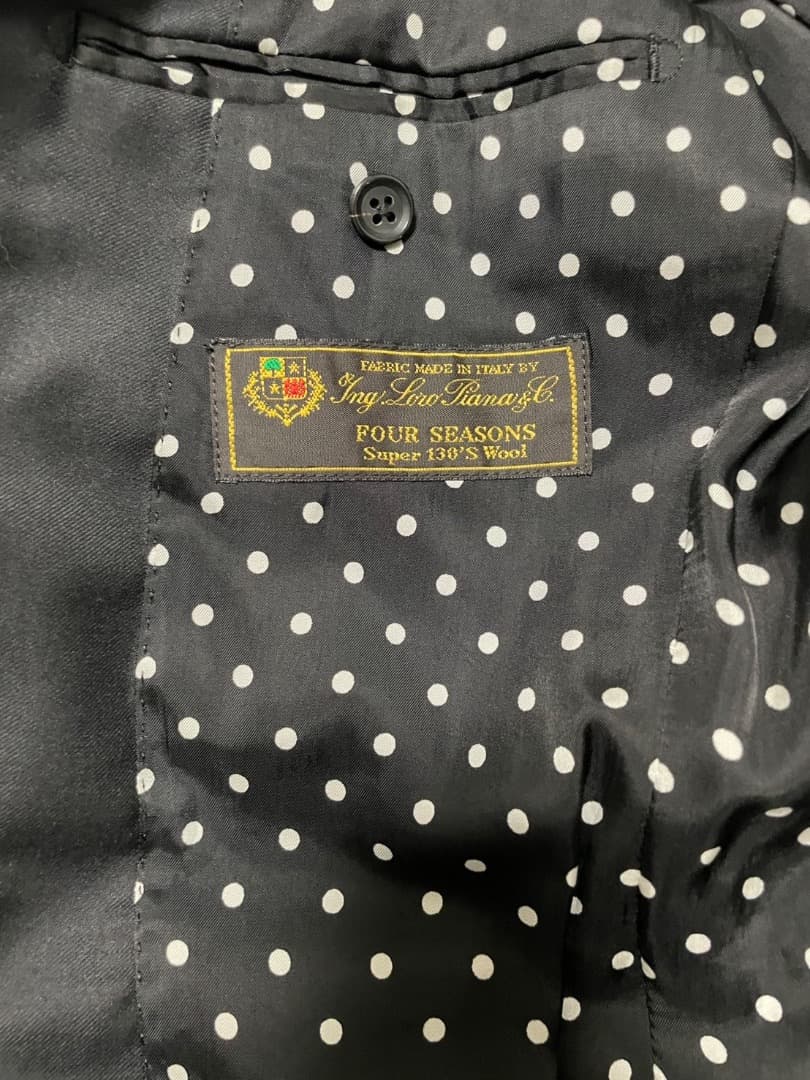 FABRIC MADE IN ITALY BY
Ing. Loro Piana & C.
FOUR SEASONS
Super 130'S Wool